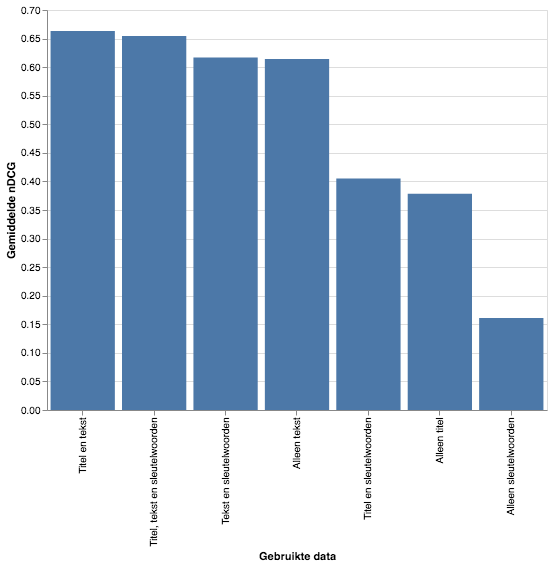 0.70
0.65
0.60
0.55
0.50
0.45
0.40
0.35
0.30
0.25
0.20
0.15
0.10
0.05
0.00
Gemiddelde nDCG
Titel en tekst
Titel, tekst en sleutelwoorden
Tekst en sleutelwoorden
Alleen tekst
Titel en sleutelwoorden
Alleen titel
Alleen sleutelwoorden
Gebruikte data